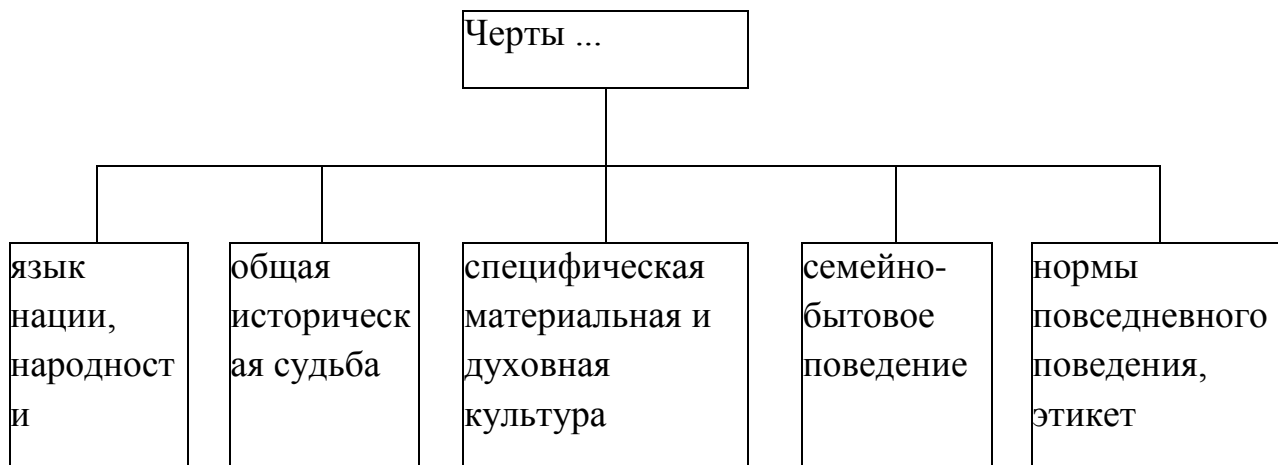 Черты ...
язык
нации,
народност
и
общая
историческ
ая судьба
специфическая
материальная и
духовная
культура
семейно-
бытовое
поведение
нормы
повседневного
поведения,
этикет